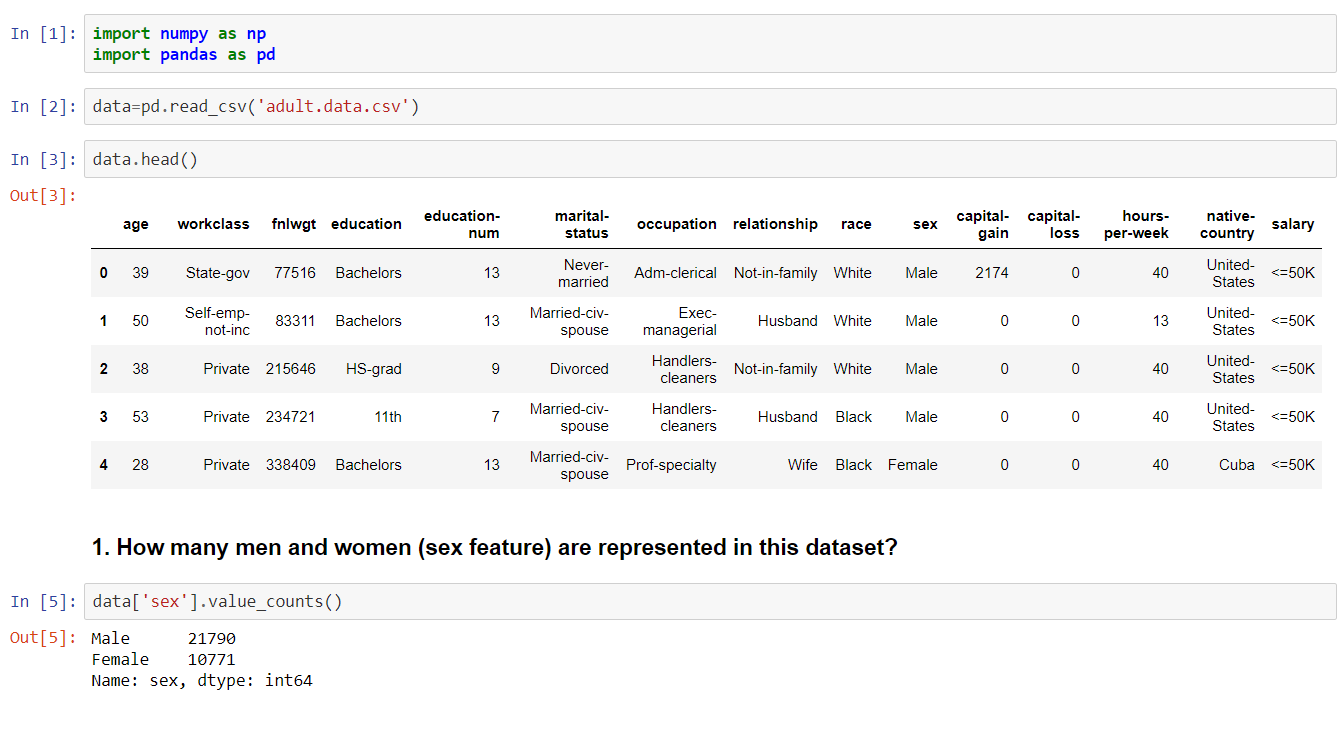 In [1]: import numpy as np
import pandas as pd
In [2]: data=pd.read_csv('adult.data.csv')
In [3]: data.head()
Out[3]:
age workclass fnlwgt education education-num marital-status occupation relationship race sex capital-gain capital-loss hours-per-week native-country salary
0 39 State-gov 77516 Bachelors 13 Never-married Adm-clerical Not-in-family White Male 2174 0 40 United-States <=50K
1 50 Self-emp-not-inc 83311 Bachelors 13 Married-civ-spouse Exec-managerial Husband White Male 0 0 13 United-States <=50K
2 38 Private 215646 HS-grad 9 Divorced Handlers-cleaners Not-in-family White Male 0 0 40 United-States <=50K
3 53 Private 234721 11th 7 Married-civ-spouse Handlers-cleaners Husband Black Male 0 0 40 United-States <=50K
4 28 Private 338409 Bachelors 13 Married-civ-spouse Prof-specialty Wife Black Female 0 0 40 Cuba <=50K
1. How many men and women (sex feature) are represented in this dataset?
In [5]: data['sex'].value_counts()
Out[5]: Male 21790
Female 10771
Name: sex, dtype: int64